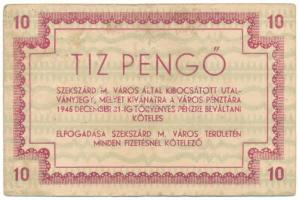 10 10
TIZ PENGŐ
SZEKSZÁRD M. VÁROS ÁLTAL KIBOCSÁTOTT UTAL-
VÁNYJEGY, MELYET KÍVÁNATRA A VÁROS PÉNZTÁRA
1945 DECEMBER 31-IG TÖRVÉNYES PÉNZRE BEVÁLTANI
KÖTELES
ELFOGADÁSA SZEKSZÁRD M. VÁROS TERÜLETÉN
MINDEN FIZETÉSNÉL KÖTELEZŐ
10 10